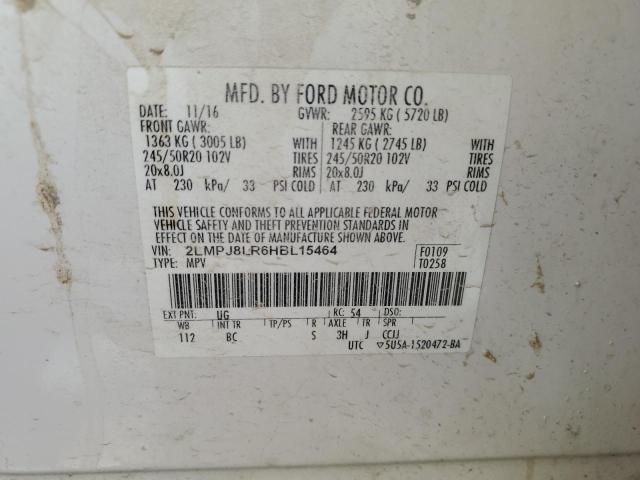 MFD. BY FORD MOTOR CO.
DATE: 11/16 GVWR: 2595 KG ( 5720 LB)
FRONT GAWR: REAR GAWR:
1363 KG ( 3005 LB) WITH 1245 KG ( 2745 LB) WITH
245/50R20 102V TIRES 245/50R20 102V TIRES
20x8.0J RIMS 20x8.0J RIMS
AT 230 kPa/ 33 PSI COLD AT 230 kPa/ 33 PSI COLD
THIS VEHICLE CONFORMS TO ALL APPLICABLE FEDERAL MOTOR
VEHICLE SAFETY AND THEFT PREVENTION STANDARDS IN
EFFECT ON THE DATE OF MANUFACTURE SHOWN ABOVE.
VIN: 2LMPJ8LR6HBL15464 F0109
TYPE: MPV T0258
EXT PNT: UG RC: 54 DSO:
WB INT TR TP/PS R AXLE TR SPR
112 BC S 3H J CCJJ
UTC ▽5U5A-1520472-BA